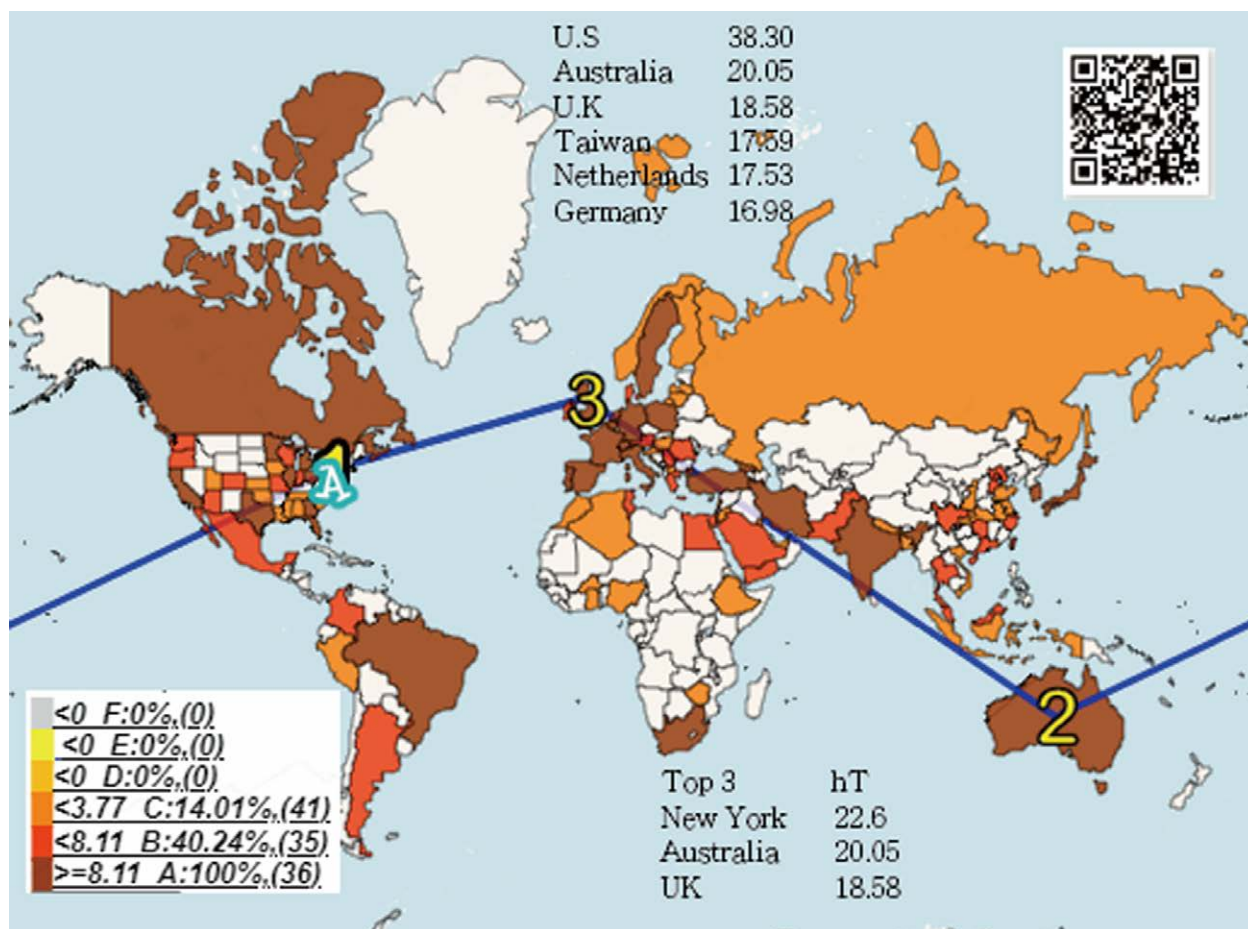 U.S 38.30
Australia 20.05
U.K 18.58
Taiwan 17.59
Netherlands 17.53
Germany 16.98
3
A
2
<0 F:0%,(0)
<0 E:0%,(0)
<0 D:0%,(0)
<3.77 C:14.01%,(41)
<8.11 B:40.24%,(35)
>=8.11 A:100%,(36)
Top 3 hT
New York 22.6
Australia 20.05
UK 18.58